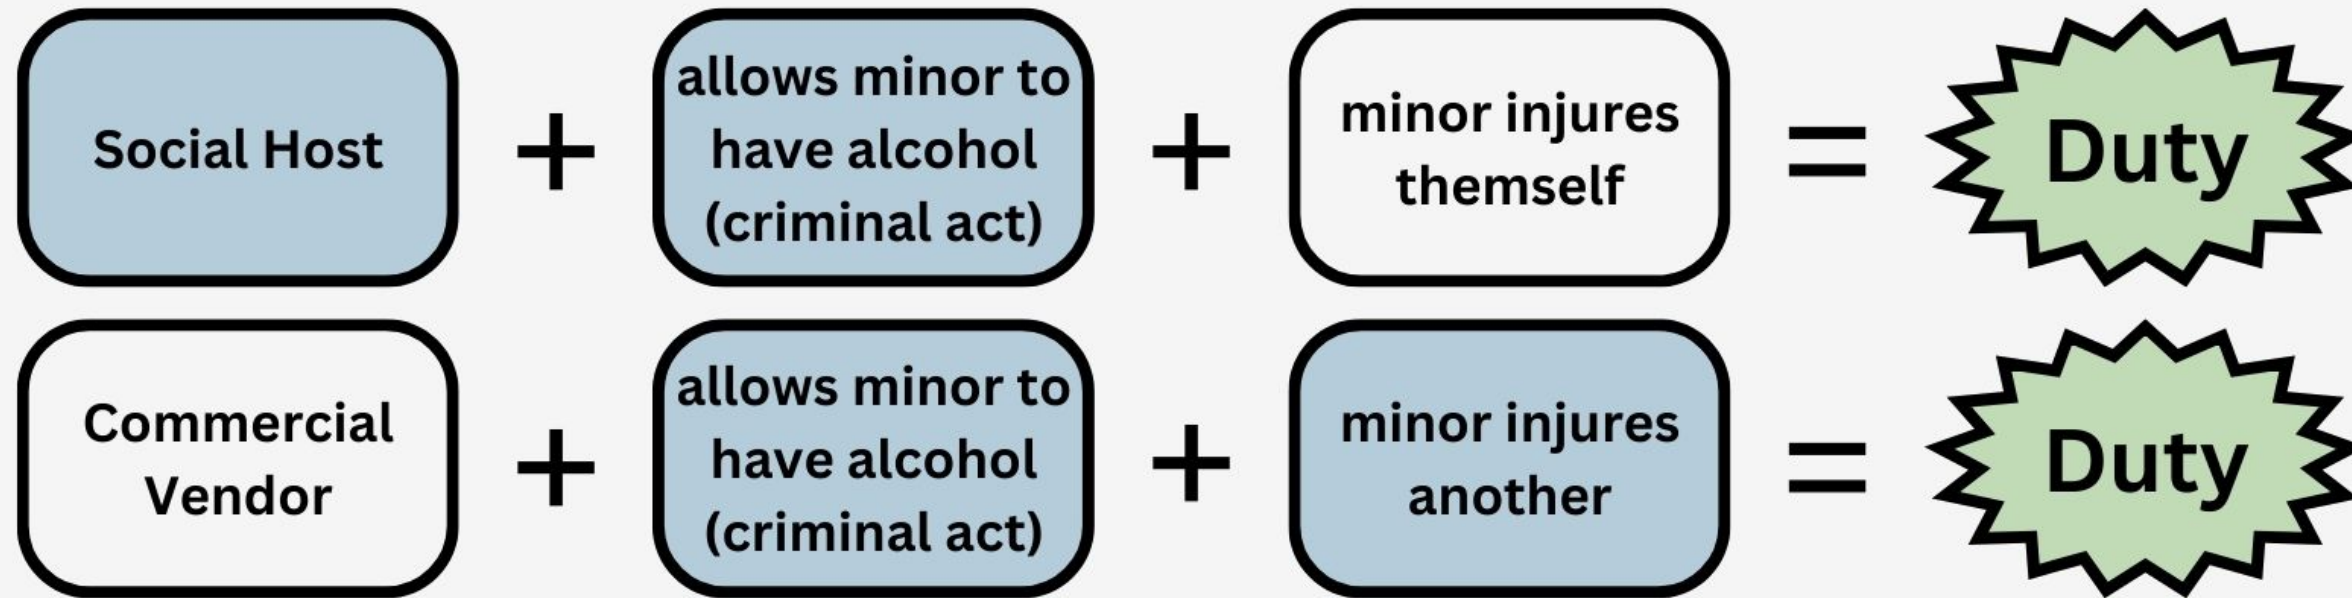 Social Host
+
allows minor to
have alcohol
(criminal act)
+
minor injures
themself
=
Duty
Commercial
Vendor
+
allows minor to
have alcohol
(criminal act)
+
minor injures
another
=
Duty